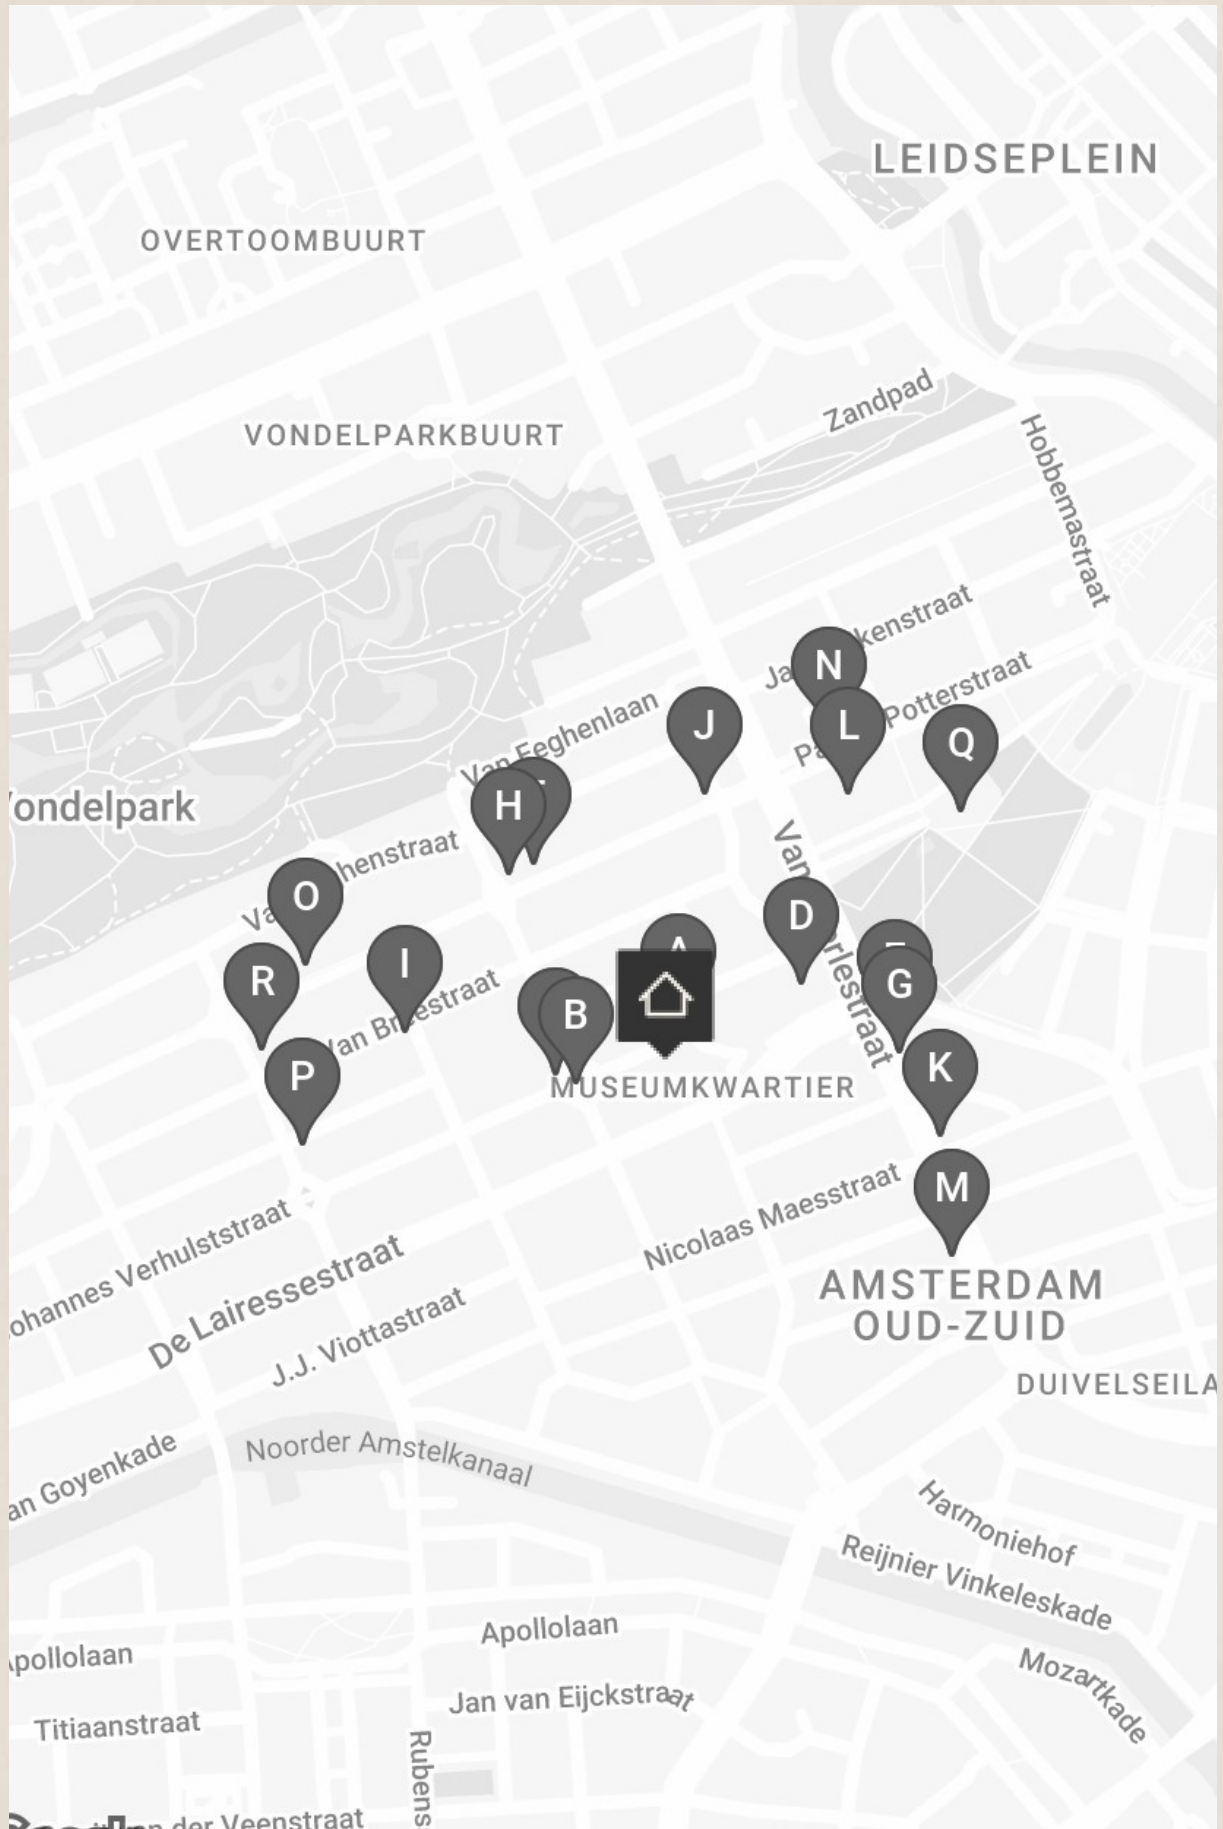 LEIDSEPLEIN
OVERTOOMBUURT
Zandpad
VONDELPARKBUURT
Hobbemastraat
kenstraat
N
Ja
Potterstraat
Van Eeghenlaan
J
L
Q
Pa
H
ondelpark
Van
henstraat
O
Va
D
A
rlestraat
I
R
G
B
Van Breestraat
K
P
MUSEUMKWARTIER
M
Nicolaas Maesstraat
ohannes Verhulststraat
De Lairessestraat
AMSTERDAM
OUD-ZUID
J.J. Viottastraat
DUIVELSEILA
Noorder Amstelkanaal
an Goyenkade
Harmoniehof
Reijnier Vinkeleskade
Apollolaan
pollolaan
Mozartkade
Jan van Eijckstraat
Titiaanstraat
Rubens
der Veenstraat